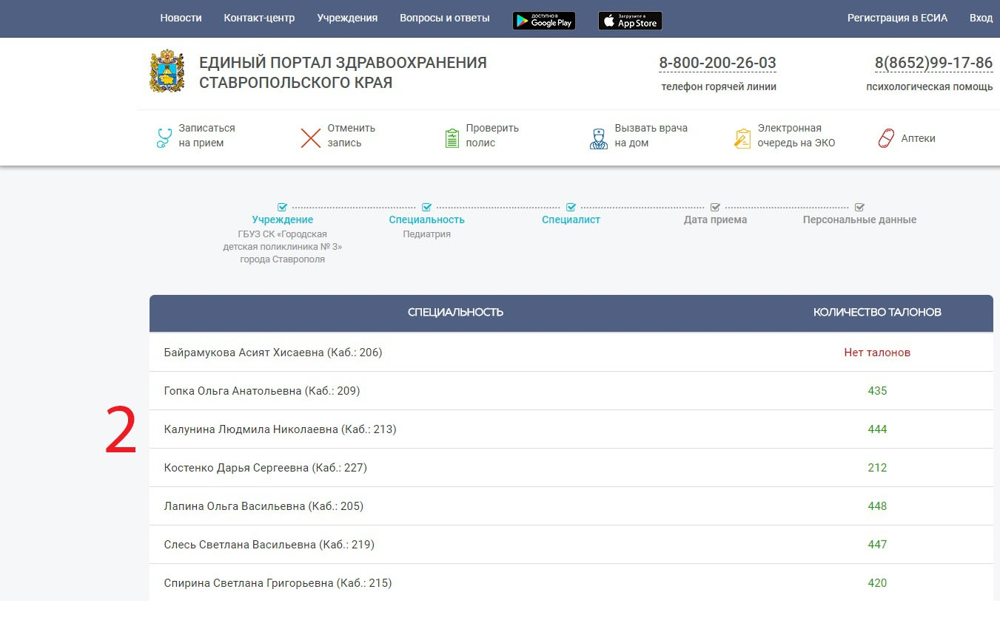 Новости Контакт-центр Учреждения Вопросы и ответы ДОСТУПНО В Google Play Загрузите в App Store Регистрация в ЕСИА Вход
ЕДИНЫЙ ПОРТАЛ ЗДРАВООХРАНЕНИЯ
СТАВРОПОЛЬСКОГО КРАЯ
8-800-200-26-03
телефон горячей линии
8(8652)99-17-86
психологическая помощь
Записаться
на прием
Отменить
запись
Проверить
полис
Вызвать врача
на дом
Электронная
очередь на ЭКО
Аптеки
Учреждение
ГБУЗ СК «Городская
детская поликлиника № 3»
города Ставрополя
Специальность
Педиатрия
Специалист
Дата приема
Персональные данные
СПЕЦИАЛЬНОСТЬ КОЛИЧЕСТВО ТАЛОНОВ
Байрамукова Асият Хисаевна (Каб.: 206) Нет талонов
Гопка Ольга Анатольевна (Каб.: 209) 435
2
Калунина Людмила Николаевна (Каб.: 213) 444
Костенко Дарья Сергеевна (Каб.: 227) 212
Лапина Ольга Васильевна (Каб.: 205) 448
Слесь Светлана Васильевна (Каб.: 219) 447
Спирина Светлана Григорьевна (Каб.: 215) 420